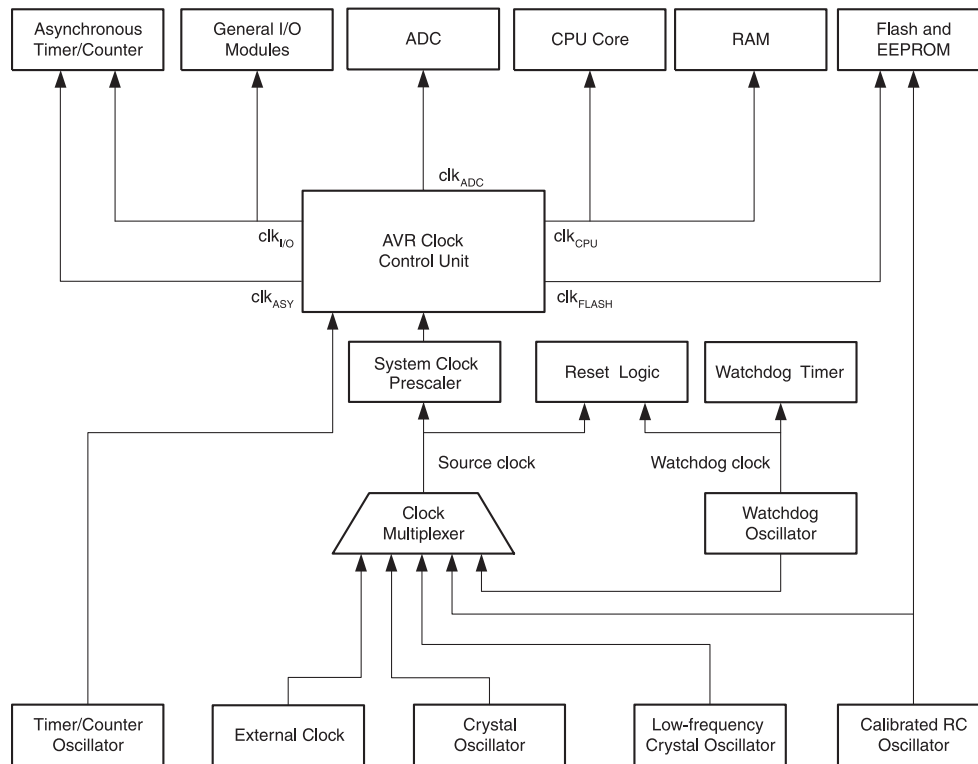 Asynchronous
Timer/Counter
General I/O
Modules
ADC
CPU Core
RAM
Flash and
EEPROM
clkADC
clkI/O
AVR Clock
Control Unit
clkCPU
clkASY
clkFLASH
System Clock
Prescaler
Reset Logic
Watchdog Timer
Source clock
Watchdog clock
Clock
Multiplexer
Watchdog
Oscillator
Timer/Counter
Oscillator
External Clock
Crystal
Oscillator
Low-frequency
Crystal Oscillator
Calibrated RC
Oscillator